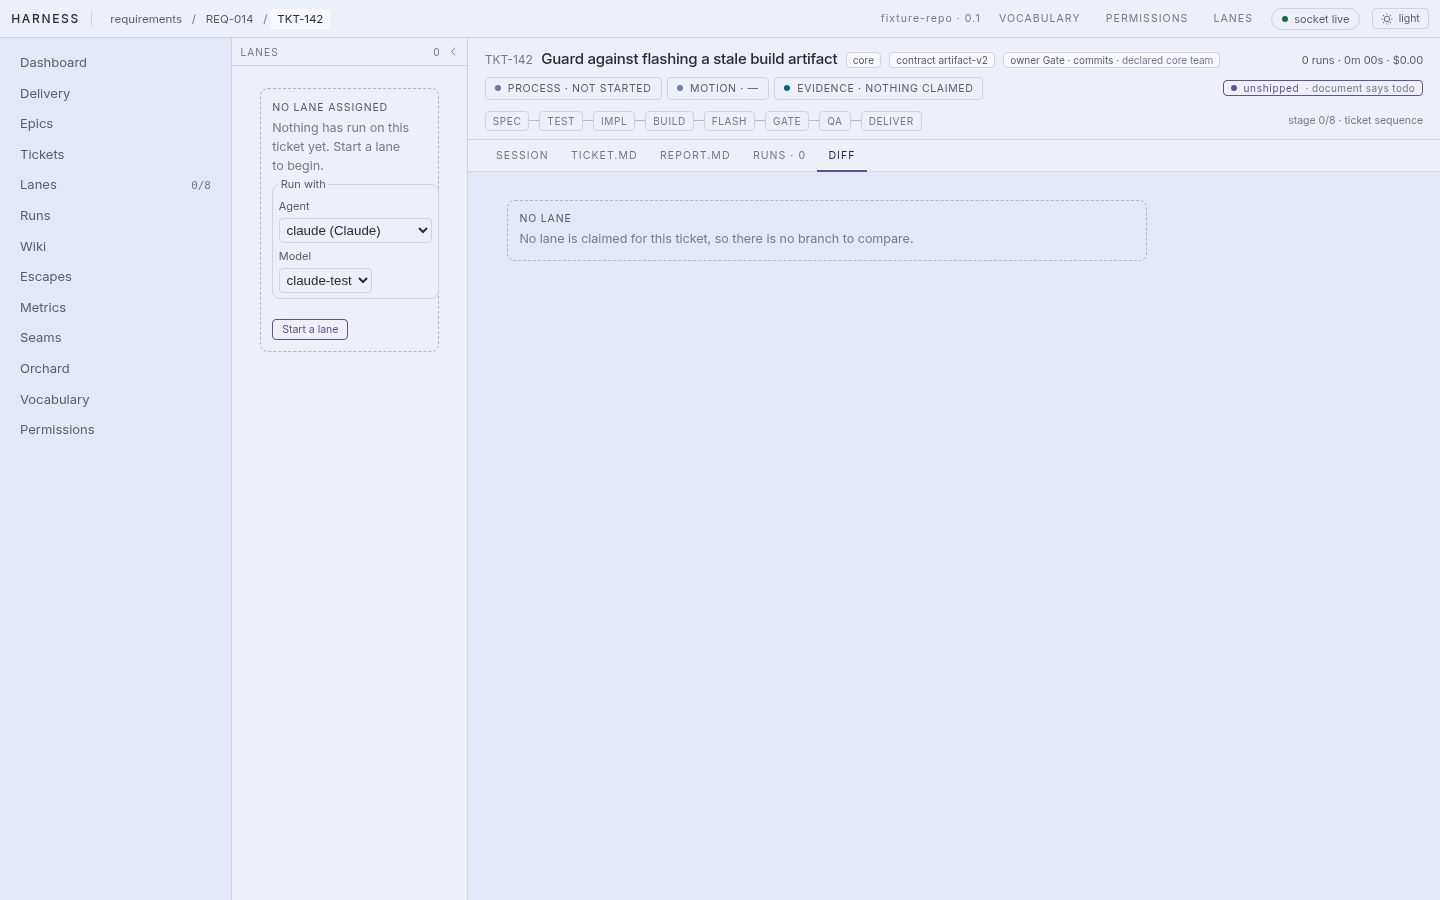 HARNESS requirements / REQ-014 / TKT-142 fixture-repo · 0.1 VOCABULARY PERMISSIONS LANES socket live light
Dashboard
Delivery
Epics
Tickets
Lanes 0/8
Runs
Wiki
Escapes
Metrics
Seams
Orchard
Vocabulary
Permissions
LANES 0
NO LANE ASSIGNED
Nothing has run on this
ticket yet. Start a lane
to begin.
Run with
Agent
claude (Claude)
Model
claude-test
Start a lane
TKT-142 Guard against flashing a stale build artifact core contract artifact-v2 owner Gate · commits · declared core team 0 runs · 0m 00s · $0.00
PROCESS · NOT STARTED MOTION · — EVIDENCE · NOTHING CLAIMED unshipped · document says todo
SPEC TEST IMPL BUILD FLASH GATE QA DELIVER stage 0/8 · ticket sequence
SESSION TICKET.MD REPORT.MD RUNS · 0 DIFF
NO LANE
No lane is claimed for this ticket, so there is no branch to compare.